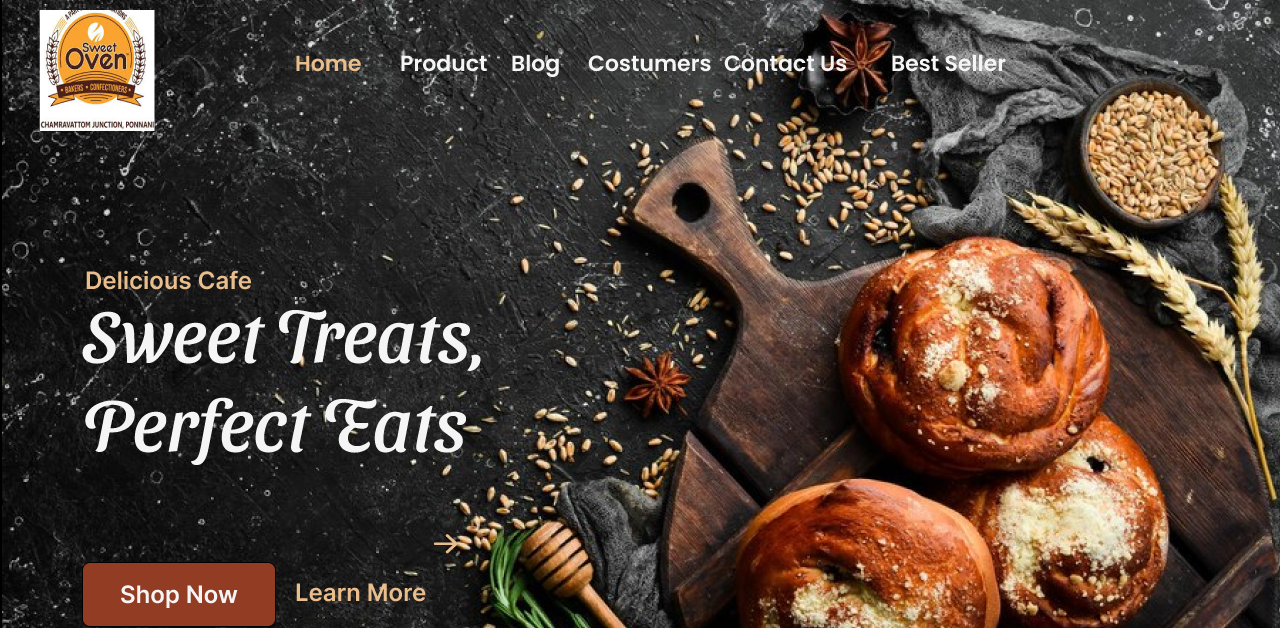 Sweet
Oven
BAKERS • CONFECTIONERS
CHAMRAVATTOM JUNCTION, PONNANI
Home Product Blog Costumers Contact Us Best Seller
Delicious Cafe
Sweet Treats,
Perfect Eats
Shop Now Learn More